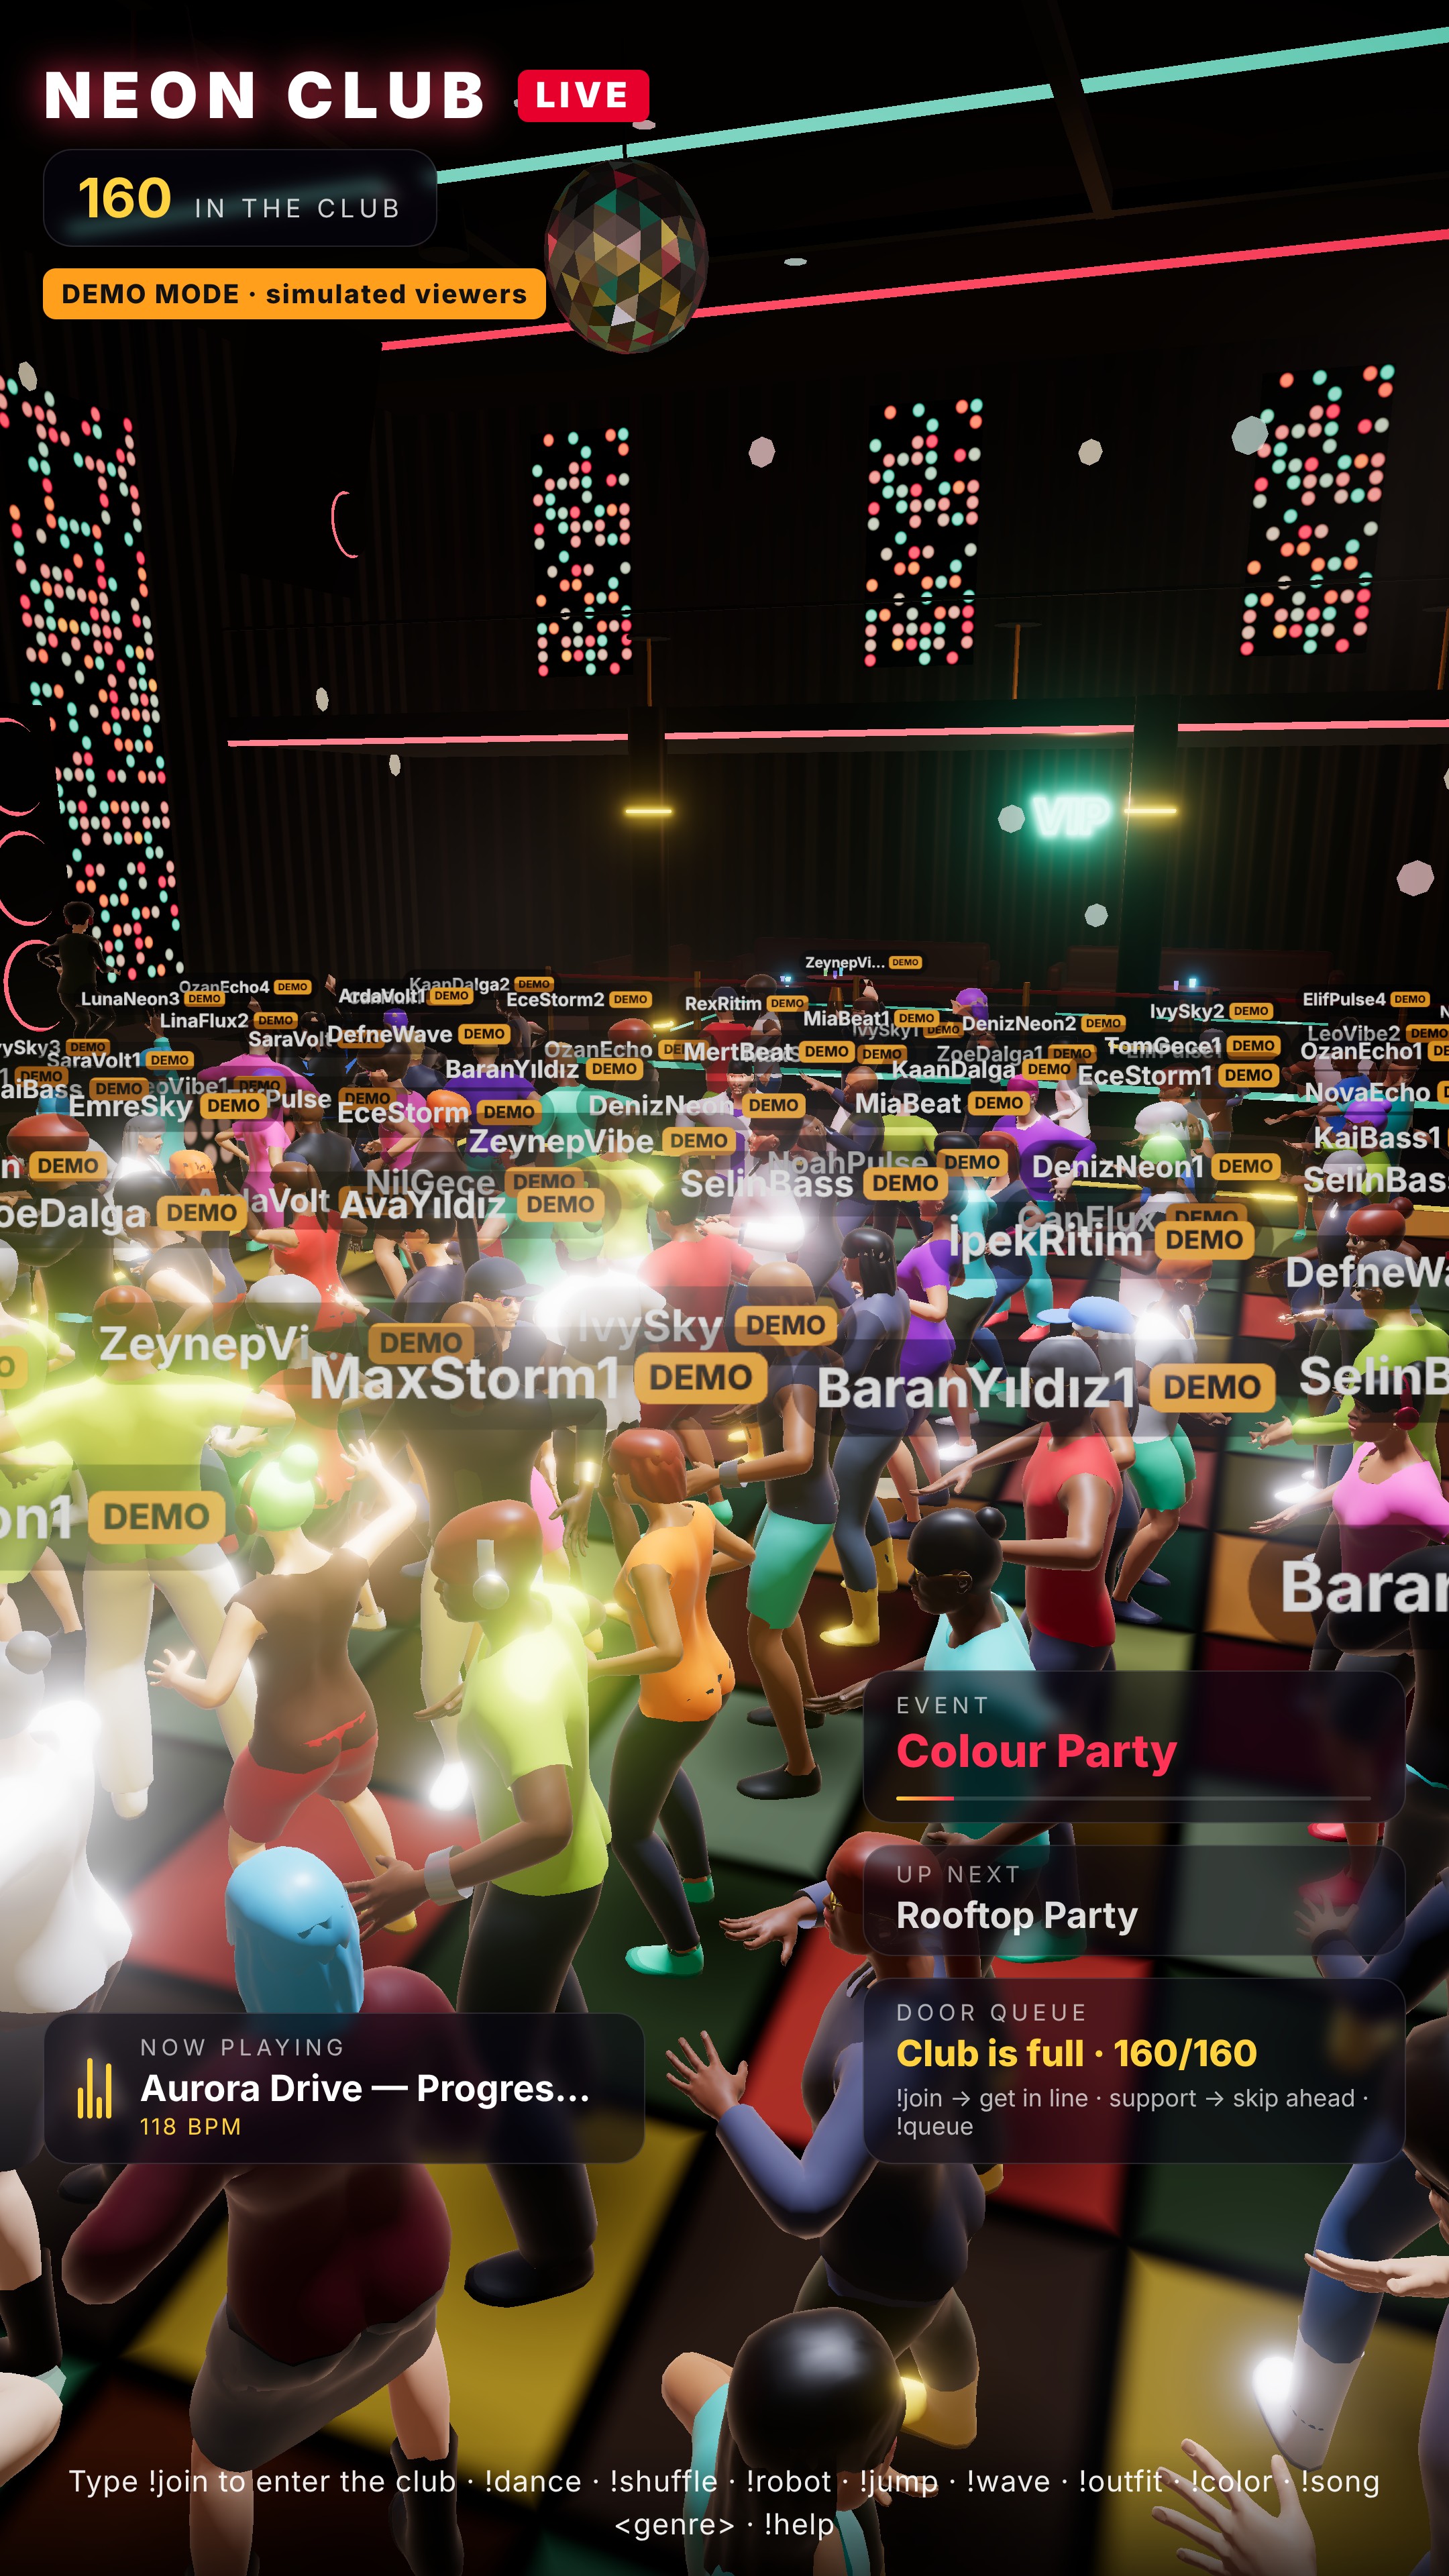 NEON CLUB LIVE
160 IN THE CLUB
DEMO MODE · simulated viewers
VIP
ZeynepVi... DEMO
OzanEcho4 DEMO
KaanDalga2 DEMO
LunaNeon3 DEMO
ArdaVolt1 DEMO
EceStorm2 DEMO
RexRitim DEMO
IvySky2 DEMO
ElifPulse4 DEMO
LinaFlux2 DEMO
MiaBeat1 DEMO
DenizNeon2 DEMO
LeoVibe2 DEMO
DefneWave DEMO
SaraVolt1 DEMO
OzanEcho
MertBeat DEMO
ZoeDalga1 DEMO
TomGece1 DEMO
OzanEcho1
BaranYıldız DEMO
KaanDalga DEMO
EceStorm1 DEMO
NovaEcho
EmreSky DEMO
EceStorm DEMO
DenizNeon DEMO
MiaBeat DEMO
KaiBass1
ZeynepVibe DEMO
NoahPulse DEMO
DenizNeon1 DEMO
NilGece DEMO
SelinBass DEMO
AvaYıldız DEMO
CanFlux DEMO
İpekRitim DEMO
ZeynepVi... DEMO
IvySky DEMO
MaxStorm1 DEMO
BaranYıldız1 DEMO
DEMO
EVENT
Colour Party
UP NEXT
Rooftop Party
DOOR QUEUE
Club is full · 160/160
!join → get in line · support → skip ahead ·
!queue
NOW PLAYING
Aurora Drive — Progres...
118 BPM
Type !join to enter the club · !dance · !shuffle · !robot · !jump · !wave · !outfit · !color · !song
<genre> · !help